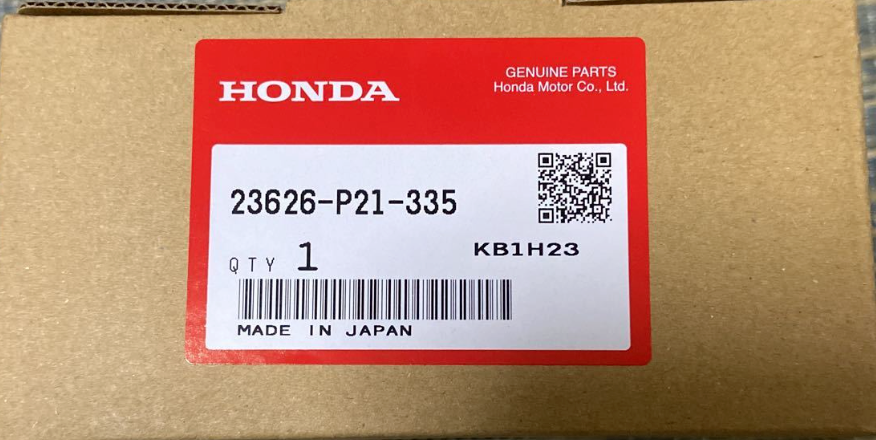 HONDA
GENUINE PARTS
Honda Motor Co., Ltd.
23626-P21-335
QTY 1
KB1H23
MADE IN JAPAN